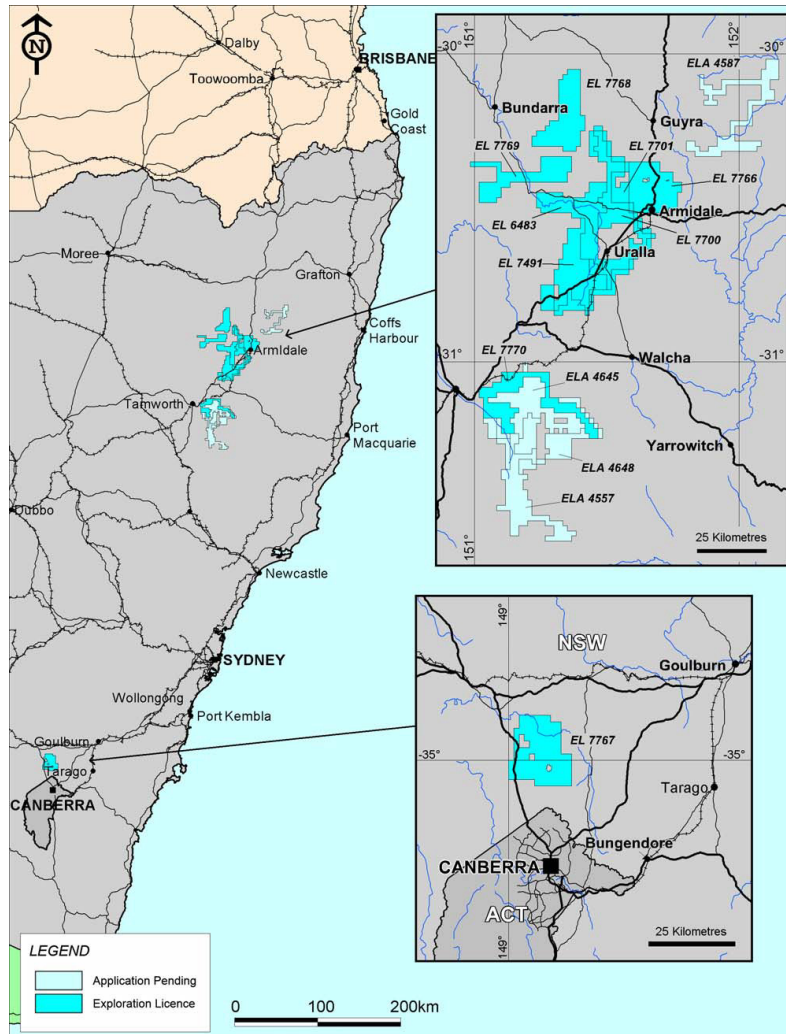 N
Dalby
BRISBANE
Toowoomba
Gold
Coast
Moree
Grafton
Coffs
Harbour
Armidale
Tamworth
Port
Macquarie
Dubbo
Newcastle
SYDNEY
Wollongong
Port Kembla
Goulburn
Tarago
CANBERRA
151°
152°
-30°
-30°
ELA 4587
EL 7768
Bundarra
Guyra
EL 7769
EL 7701
EL 7766
EL 6483
Armidale
EL 7700
EL 7491
Uralla
-31°
-31°
EL 7770
Walcha
ELA 4645
Yarrowitch
ELA 4648
ELA 4557
151°
25 Kilometres
149°
NSW
Goulburn
EL 7767
-35°
-35°
Tarago
Bungendore
CANBERRA
ACT
149°
25 Kilometres
LEGEND
Application Pending
Exploration Licence
0 100 200km